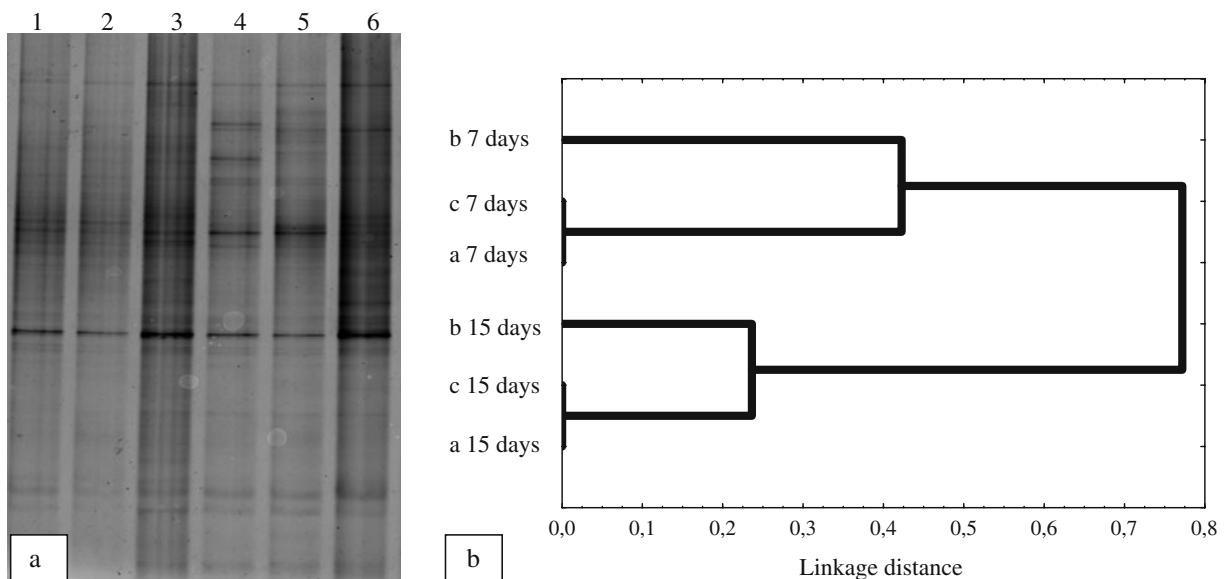 1 2 3 4 5 6
a
b 7 days
c 7 days
a 7 days
b 15 days
c 15 days
a 15 days
0,0 0,1 0,2 0,3 0,4 0,5 0,6 0,7 0,8
Linkage distance
b